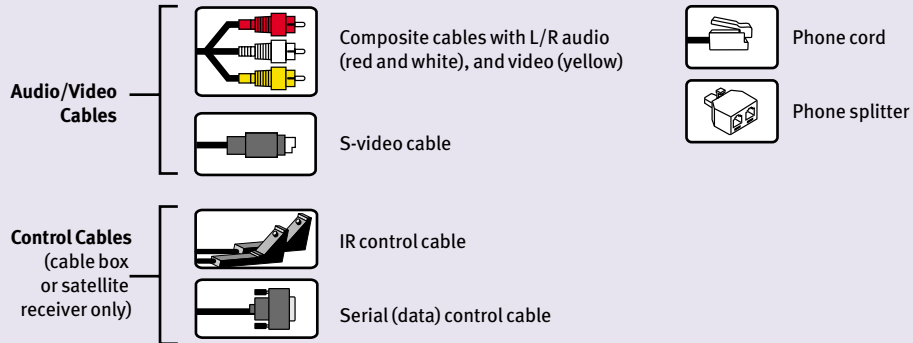 Audio/Video
Cables
Composite cables with L/R audio
(red and white), and video (yellow)
S-video cable
Control Cables
(cable box
or satellite
receiver only)
IR control cable
Serial (data) control cable
Phone cord
Phone splitter